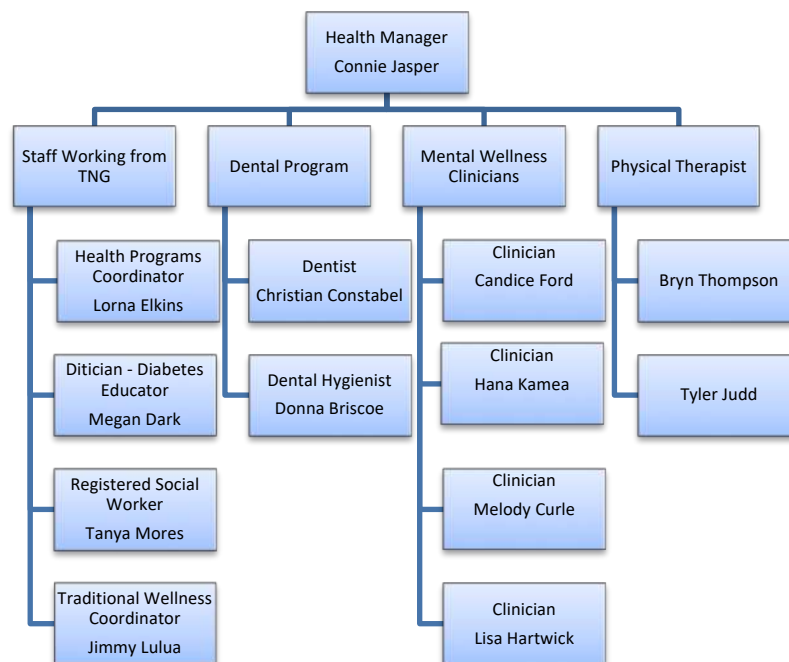 Health Manager
Connie Jasper
Staff Working from
TNG
Dental Program
Mental Wellness
Clinicians
Physical Therapist
Health Programs
Coordinator
Lorna Elkins
Ditician - Diabetes
Educator
Megan Dark
Registered Social
Worker
Tanya Mores
Traditional Wellness
Coordinator
Jimmy Lulua
Dentist
Christian Constabel
Dental Hygienist
Donna Briscoe
Clinician
Candice Ford
Clinician
Hana Kamea
Clinician
Melody Curle
Clinician
Lisa Hartwick
Bryn Thompson
Tyler Judd